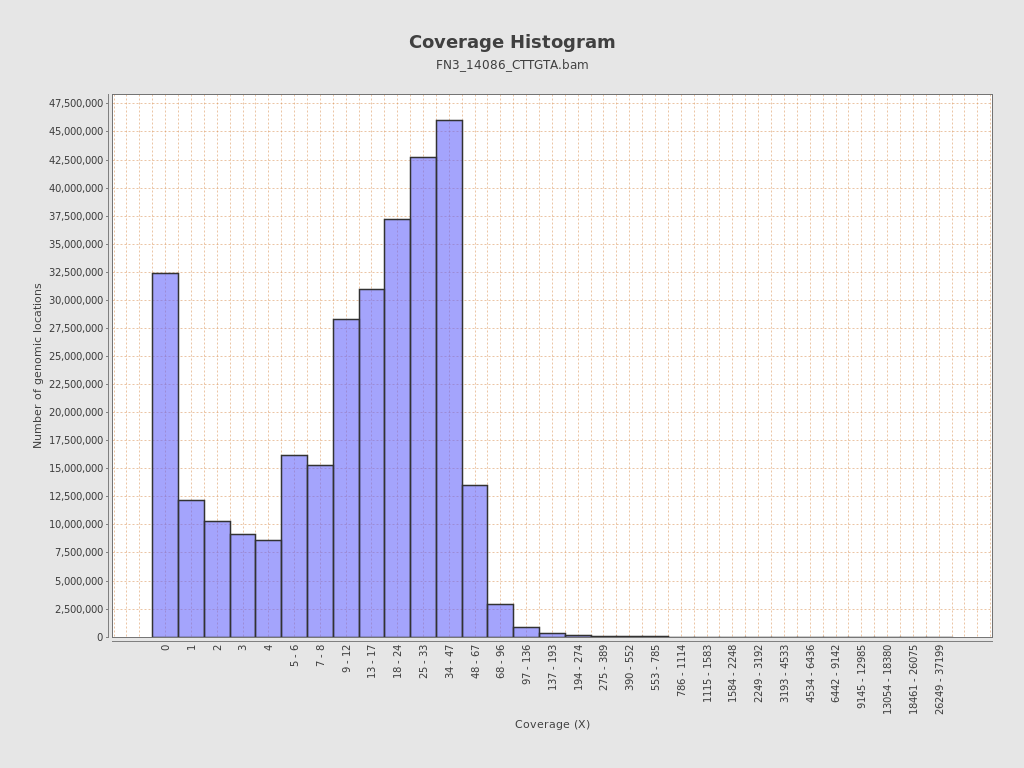 Coverage Histogram
FN3_14086_CTTGTA.bam
47,500,000
45,000,000
42,500,000
40,000,000
37,500,000
35,000,000
32,500,000
30,000,000
27,500,000
25,000,000
22,500,000
20,000,000
17,500,000
15,000,000
12,500,000
10,000,000
7,500,000
5,000,000
2,500,000
0
Number of genomic locations
0
1
2
3
4
5 - 6
7 - 8
9 - 12
13 - 17
18 - 24
25 - 33
34 - 47
48 - 67
68 - 96
97 - 136
137 - 193
194 - 274
275 - 389
390 - 552
553 - 785
786 - 1114
1115 - 1583
1584 - 2248
2249 - 3192
3193 - 4533
4534 - 6436
6442 - 9142
9145 - 12985
13054 - 18380
18461 - 26075
26249 - 37199
Coverage (X)